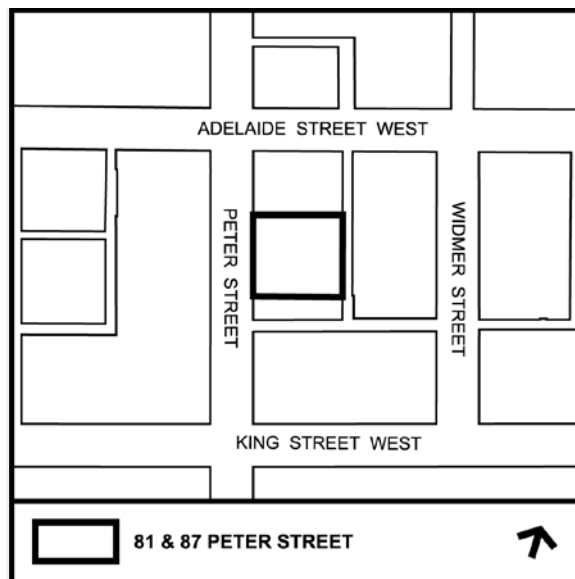 ADELAIDE STREET WEST
PETER STREET
WIDMER STREET
KING STREET WEST
81 & 87 PETER STREET